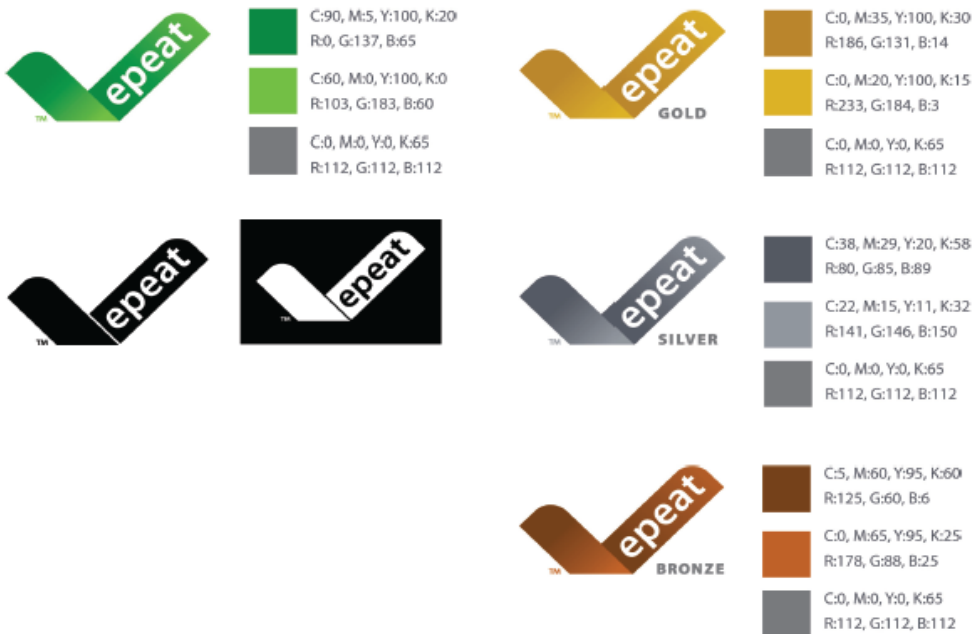 epeat
TM
C:90, M:5, Y:100, K:20
R:0, G:137, B:65
C:60, M:0, Y:100, K:0
R:103, G:183, B:60
C:0, M:0, Y:0, K:65
R:112, G:112, B:112
epeat
TM
GOLD
C:0, M:35, Y:100, K:30
R:186, G:131, B:14
C:0, M:20, Y:100, K:15
R:233, G:184, B:3
C:0, M:0, Y:0, K:65
R:112, G:112, B:112
epeat
TM
epeat
TM
epeat
TM
SILVER
C:38, M:29, Y:20, K:58
R:80, G:85, B:89
C:22, M:15, Y:11, K:32
R:141, G:146, B:150
C:0, M:0, Y:0, K:65
R:112, G:112, B:112
epeat
TM
BRONZE
C:5, M:60, Y:95, K:60
R:125, G:60, B:6
C:0, M:65, Y:95, K:25
R:178, G:88, B:25
C:0, M:0, Y:0, K:65
R:112, G:112, B:112